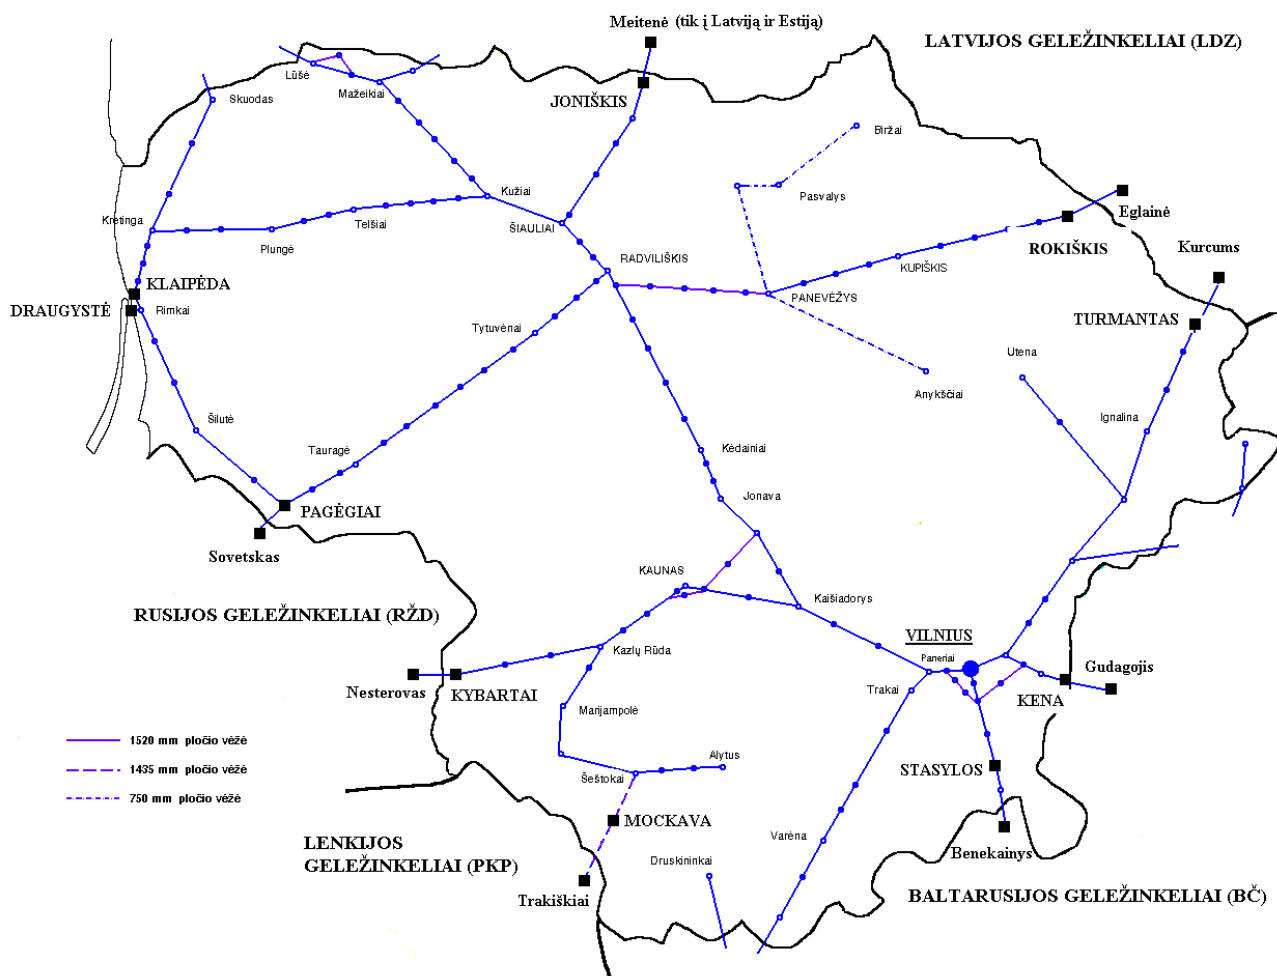 Meitenė (tik į Latviją ir Estiją)
LATVIJOS GELEŽINKELIAI (LDZ)
Lūšė
Mažeikiai
JONIŠKIS
Skuodas
Biržai
Kužiai
Pasvalys
Kretinga
Telšiai
Plungė
ŠIAULIAI
Eglainė
ROKIŠKIS
Kurcums
RADVILIŠKIS
KUPIŠKIS
KLAIPĖDA
DRAUGYSTĖ
Rimkai
PANEVĖŽYS
TURMANTAS
Tytuvėnai
Utena
Anykščiai
Ignalina
Šilutė
Tauragė
Kėdainiai
Jonava
PAGĖGIAI
Sovetskas
KAUNAS
Kaišiadorys
RUSIJOS GELEŽINKELIAI (RŽD)
VILNIUS
Paneriai
Kazlų Rūda
Gudagojis
Nesterovas
KYBARTAI
Trakai
KENA
Marijampolė
1520 mm pločio vėžė
1435 mm pločio vėžė
750 mm pločio vėžė
Alytus
Šeštokai
STASYLOS
MOCKAVA
Varėna
LENKIJOS
GELEŽINKELIAI (PKP)
Druskininkai
Benekainys
Trakiškiai
BALTARUSIJOS GELEŽINKELIAI (BČ)